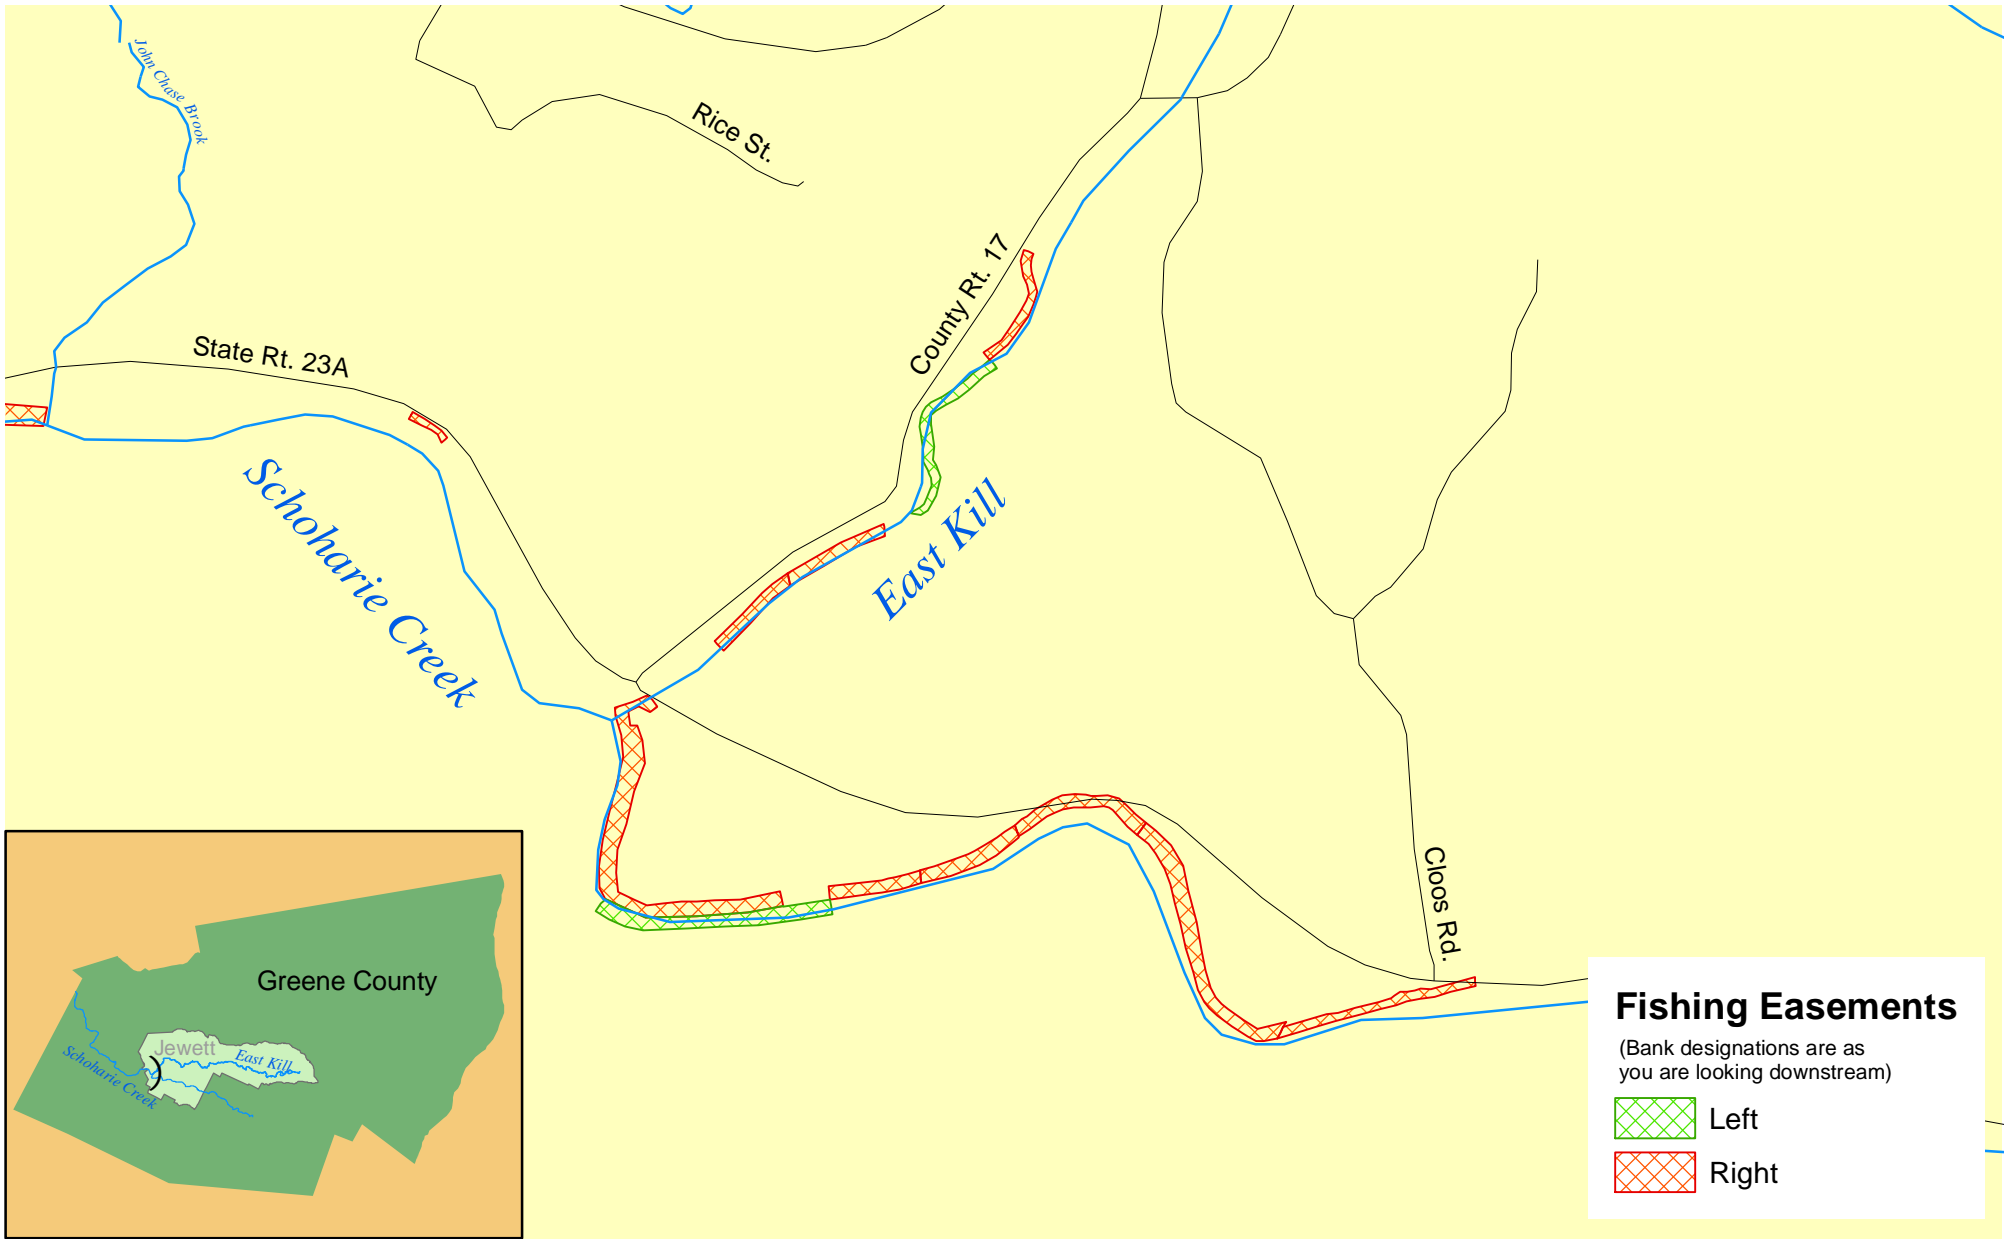 John Chase Brook
Rice St.
County Rt. 17
State Rt. 23A
Schoharie Creek
East Kill
Cloos Rd.
Greene County
Jewett
East Kill
Schoharie Creek
Fishing Easements
(Bank designations are as
you are looking downstream)
Left
Right